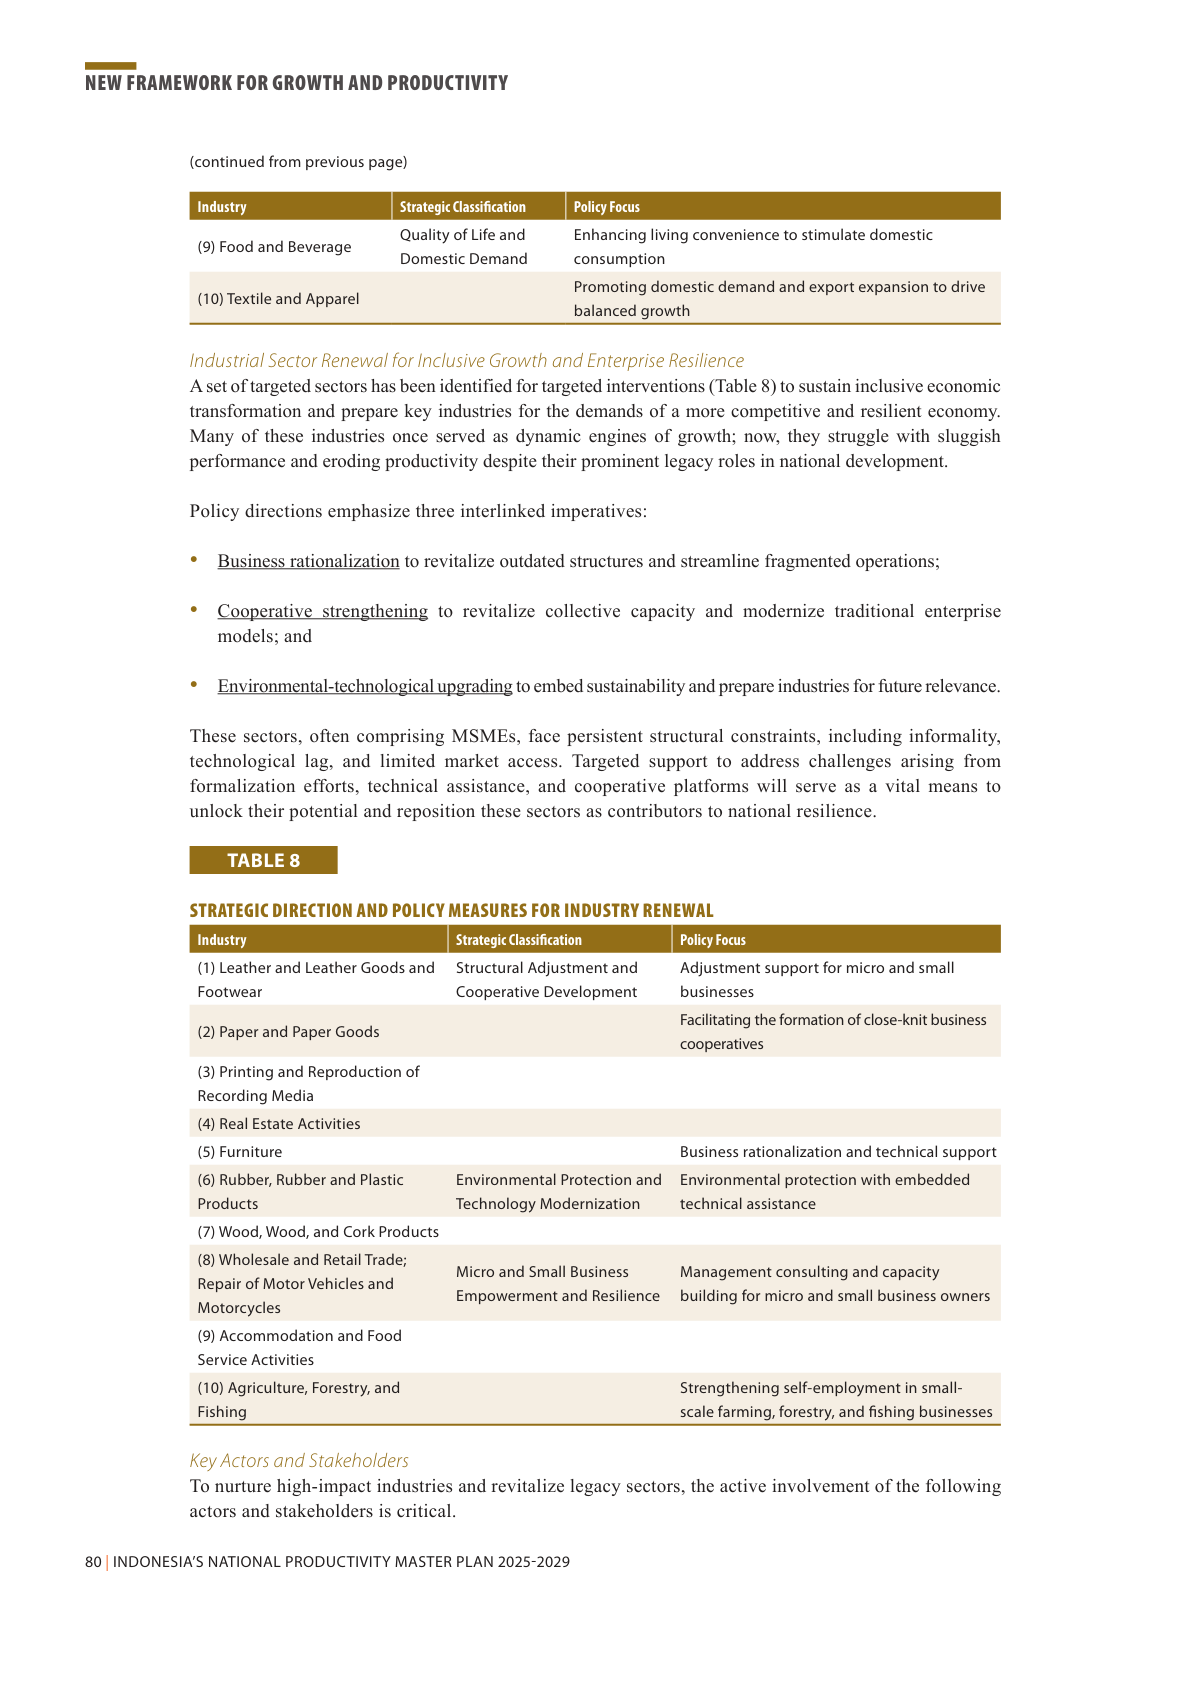 NEW FRAMEWORK FOR GROWTH AND PRODUCTIVITY
(continued from previous page)
Industry Strategic Classification Policy Focus
(9) Food and Beverage Quality of Life and Domestic Demand Enhancing living convenience to stimulate domestic consumption
(10) Textile and Apparel Promoting domestic demand and export expansion to drive balanced growth
Industrial Sector Renewal for Inclusive Growth and Enterprise Resilience
A set of targeted sectors has been identified for targeted interventions (Table 8) to sustain inclusive economic
transformation and prepare key industries for the demands of a more competitive and resilient economy.
Many of these industries once served as dynamic engines of growth; now, they struggle with sluggish
performance and eroding productivity despite their prominent legacy roles in national development.
Policy directions emphasize three interlinked imperatives:
• Business rationalization to revitalize outdated structures and streamline fragmented operations;
• Cooperative strengthening to revitalize collective capacity and modernize traditional enterprise
models; and
• Environmental-technological upgrading to embed sustainability and prepare industries for future relevance.
These sectors, often comprising MSMEs, face persistent structural constraints, including informality,
technological lag, and limited market access. Targeted support to address challenges arising from
formalization efforts, technical assistance, and cooperative platforms will serve as a vital means to
unlock their potential and reposition these sectors as contributors to national resilience.
TABLE 8
STRATEGIC DIRECTION AND POLICY MEASURES FOR INDUSTRY RENEWAL
Industry Strategic Classification Policy Focus
(1) Leather and Leather Goods and Footwear Structural Adjustment and Cooperative Development Adjustment support for micro and small businesses
(2) Paper and Paper Goods Facilitating the formation of close-knit business cooperatives
(3) Printing and Reproduction of Recording Media
(4) Real Estate Activities
(5) Furniture Business rationalization and technical support
(6) Rubber, Rubber and Plastic Products Environmental Protection and Technology Modernization Environmental protection with embedded technical assistance
(7) Wood, Wood, and Cork Products
(8) Wholesale and Retail Trade; Repair of Motor Vehicles and Motorcycles Micro and Small Business Empowerment and Resilience Management consulting and capacity building for micro and small business owners
(9) Accommodation and Food Service Activities
(10) Agriculture, Forestry, and Fishing Strengthening self-employment in small-scale farming, forestry, and fishing businesses
Key Actors and Stakeholders
To nurture high-impact industries and revitalize legacy sectors, the active involvement of the following
actors and stakeholders is critical.
80 | INDONESIA'S NATIONAL PRODUCTIVITY MASTER PLAN 2025-2029